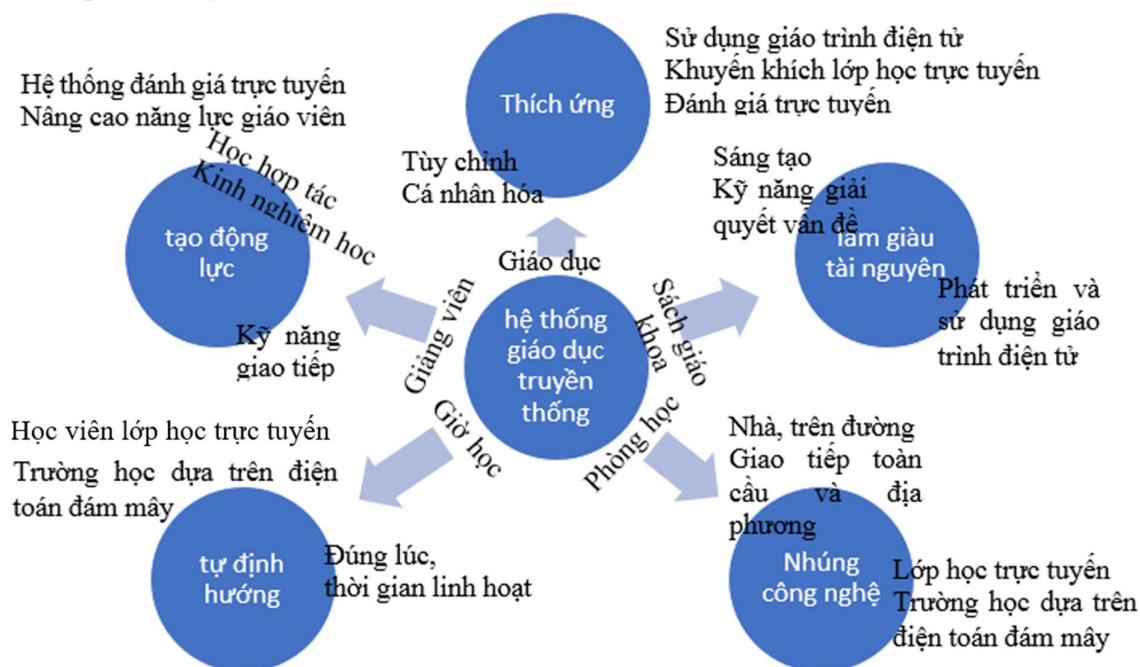 Thích ứng
Sử dụng giáo trình điện tử
Khuyến khích lớp học trực tuyến
Đánh giá trực tuyến
Tùy chỉnh
Cá nhân hóa
Hệ thống đánh giá trực tuyến
Nâng cao năng lực giáo viên
Học hợp tác
Kinh nghiệm học
tạo động
lực
Kỹ năng
giao tiếp
Sáng tạo
Kỹ năng giải
quyết vấn đề
làm giàu
tài nguyên
Phát triển và
sử dụng giáo
trình điện tử
Giáo dục
Giảng viên
Sách giáo
khoa
hệ thống
giáo dục
truyền
thống
Giờ học
Phòng học
Học viên lớp học trực tuyến
Trường học dựa trên điện
toán đám mây
tự định
hướng
Đúng lúc,
thời gian linh hoạt
Nhà, trên đường
Giao tiếp toàn
cầu và địa
phương
Nhúng
công nghệ
Lớp học trực tuyến
Trường học dựa trên
điện toán đám mây